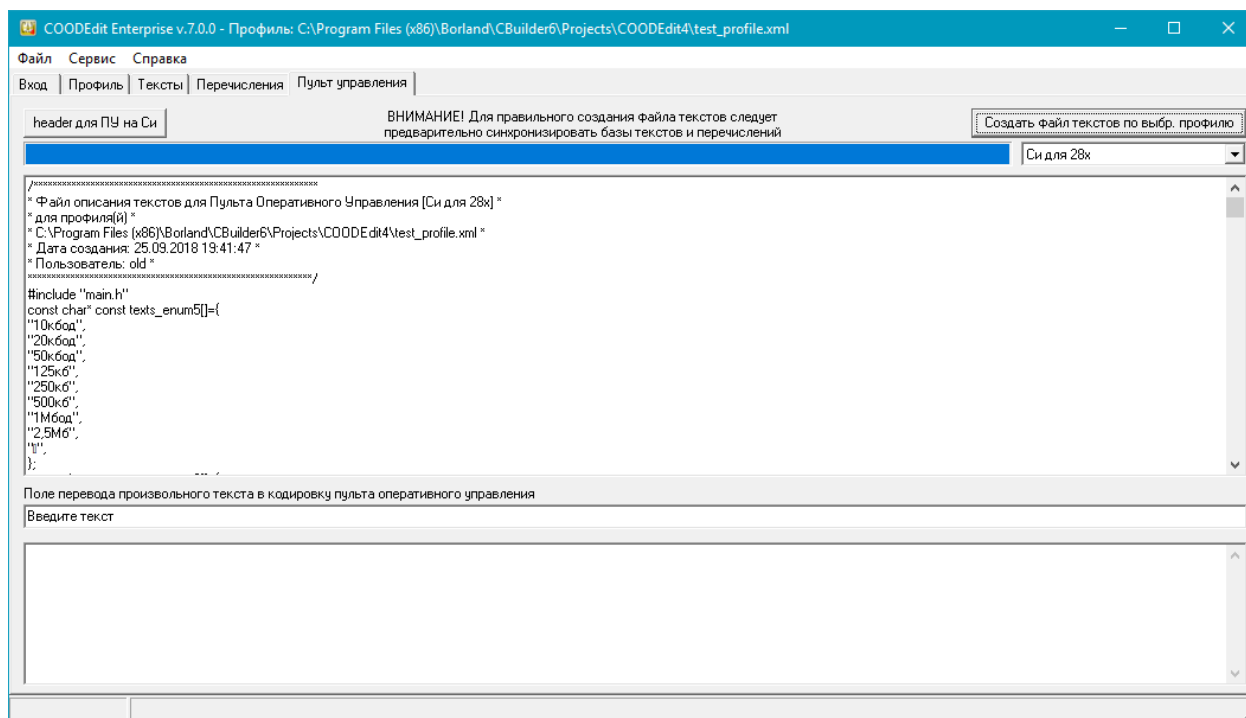 COODEdit Enterprise v.7.0.0 - Профиль: C:\Program Files (x86)\Borland\CBuilder6\Projects\COODEdit4\test_profile.xml
Файл Сервис Справка
Вход Профиль Тексты Перечисления Пульт управления
header для ПУ на Си
ВНИМАНИЕ! Для правильного создания файла текстов следует
предварительно синхронизировать базы текстов и перечислений
Создать файл текстов по выбр. профилю
Си для 28x
/************************************************************
* Файл описания текстов для Пульта Оперативного Управления [Си для 28x] *
* для профиля(й) *
* C:\Program Files (x86)\Borland\CBuilder6\Projects\COODEdit4\test_profile.xml *
* Дата создания: 25.09.2018 19:41:47 *
* Пользователь: old *
************************************************************/
#include "main.h"
const char* const texts_enum5[]={
"10кбод",
"20кбод",
"50кбод",
"125кб",
"250кб",
"500кб",
"1Мбод",
"2,5Мб",
};
Поле перевода произвольного текста в кодировку пульта оперативного управления
Введите текст